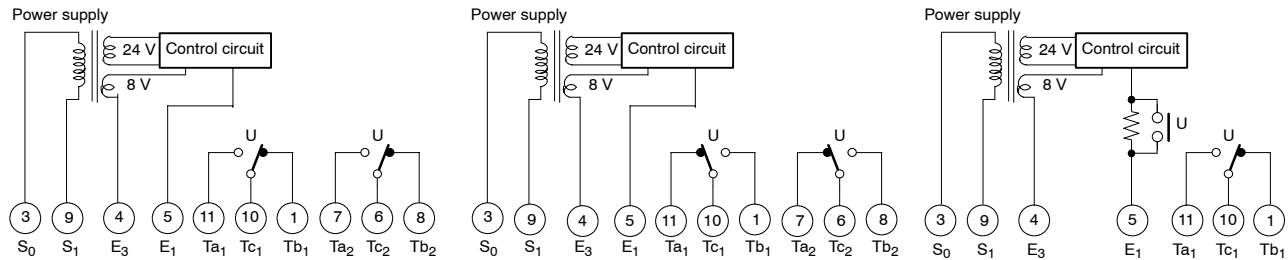 Power supply
24 V
Control circuit
8 V
U
U
3 9 4 5 11 10 1 7 6 8
S0 S1 E3 E1 Ta1 Tc1 Tb1 Ta2 Tc2 Tb2
Power supply
24 V
Control circuit
8 V
U
U
3 9 4 5 11 10 1 7 6 8
S0 S1 E3 E1 Ta1 Tc1 Tb1 Ta2 Tc2 Tb2
Power supply
24 V
Control circuit
8 V
U
U
3 9 4 5 11 10 1
S0 S1 E3 E1 Ta1 Tc1 Tb1